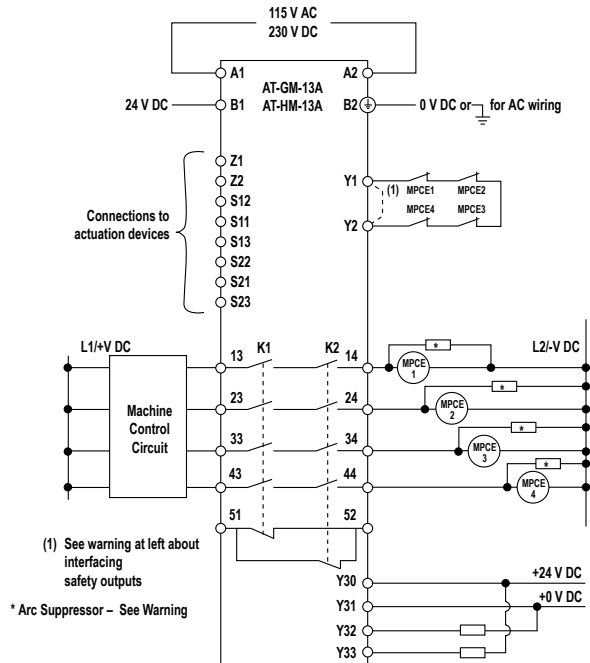 115 V AC
230 V DC
A1
A2
AT-GM-13A
AT-HM-13A
24 V DC
B1
B2
0 V DC or
for AC wiring
Z1
Z2
S12
S11
S13
S22
S21
S23
Connections to
actuation devices
Y1
Y2
(1)
MPCE1
MPCE2
MPCE4
MPCE3
L1/+V DC
L2/-V DC
K1
K2
13
14
*
MPCE
1
23
24
*
MPCE
2
Machine
Control
Circuit
33
34
*
MPCE
3
43
44
*
MPCE
4
51
52
(1) See warning at left about
interfacing
safety outputs
* Arc Suppressor – See Warning
Y30
+24 V DC
Y31
+0 V DC
Y32
Y33